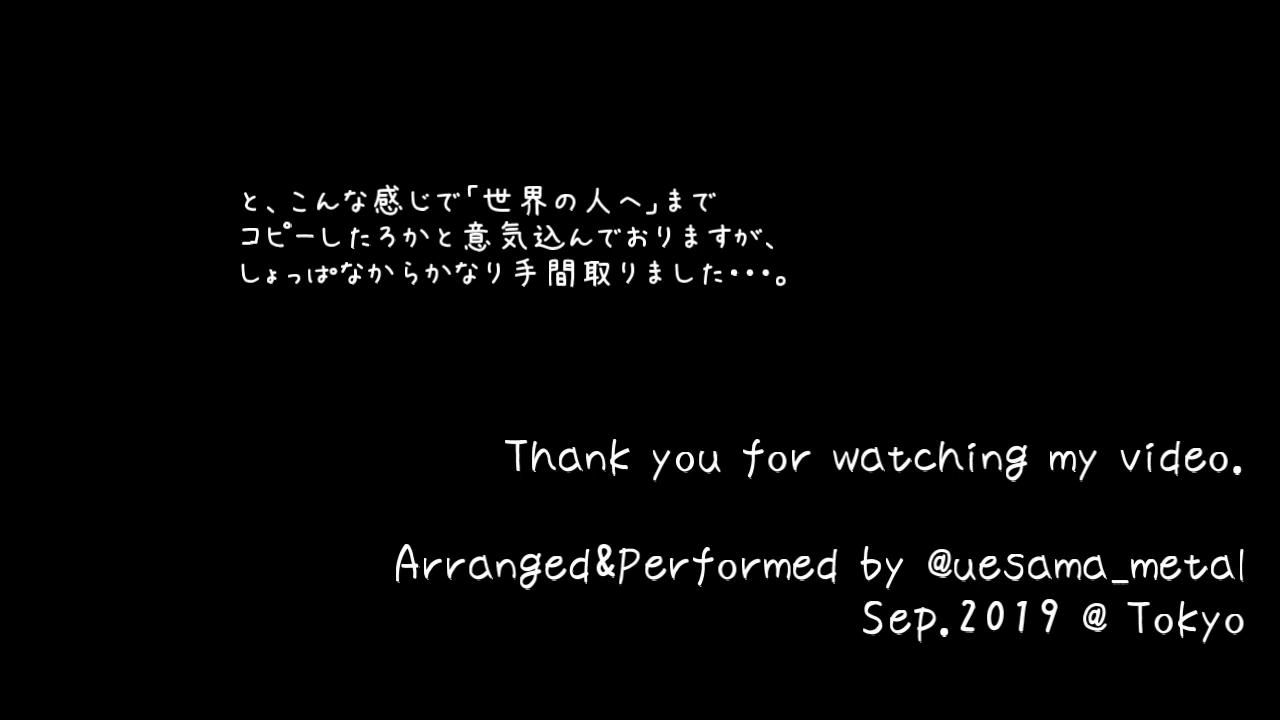 と、こんな感じで「世界の人へ」まで
コピーしたろかと意気込んでおりますが、
しょっぱなからかなり手間取りました・・・。
Thank you for watching my video.
Arranged&Performed by @uesama_metal
Sep.2019 @ Tokyo